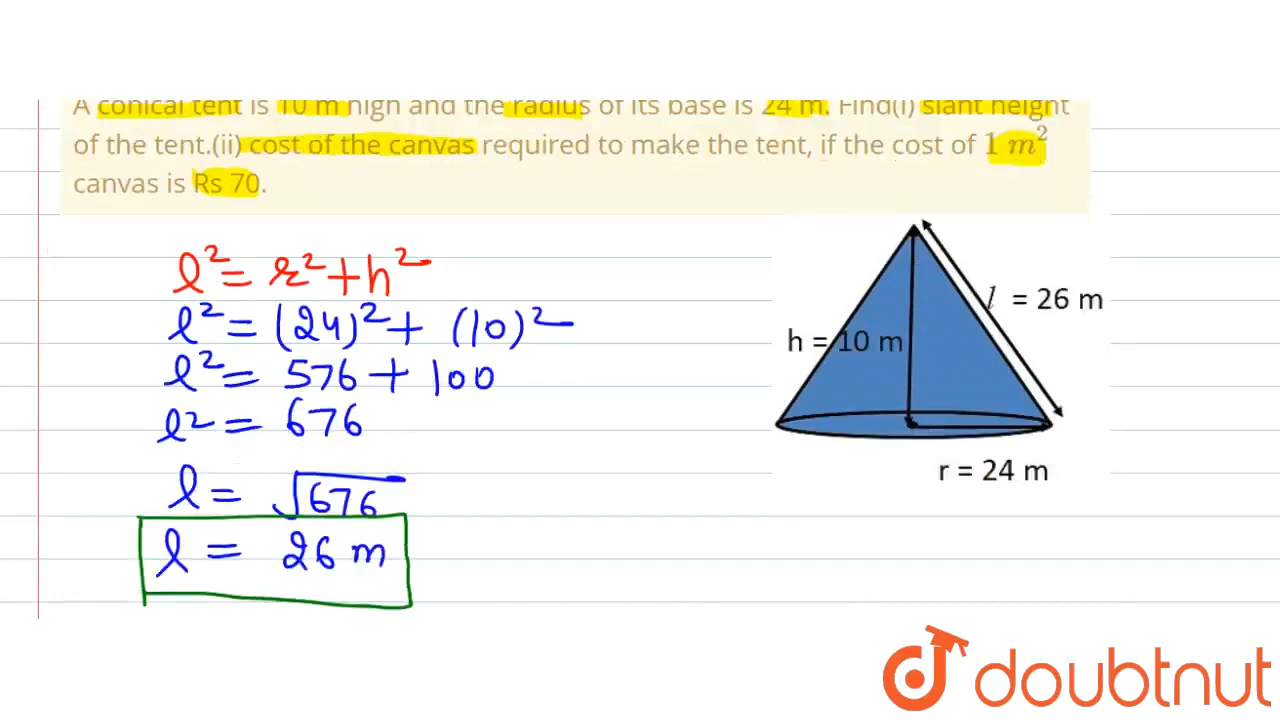 A conical tent is 10 m high and the radius of its base is 24 m. Find(i) slant height
of the tent.(ii) cost of the canvas required to make the tent, if the cost of 1 m²
canvas is Rs 70.
l² = r² + h²
l² = (24)² + (10)²
l² = 576 + 100
l² = 676
l = √676
l = 26 m
l = 26 m
h = 10 m
r = 24 m
doubtnut